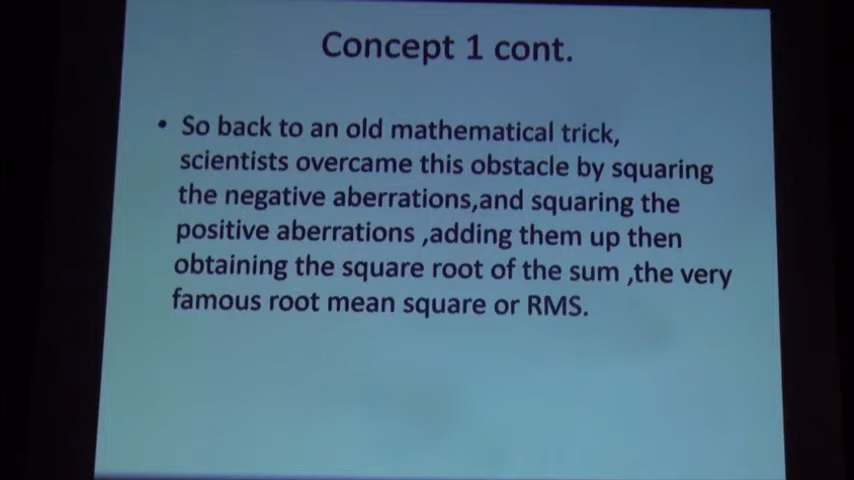 Concept 1 cont.
• So back to an old mathematical trick,
scientists overcame this obstacle by squaring
the negative aberrations,and squaring the
positive aberrations ,adding them up then
obtaining the square root of the sum ,the very
famous root mean square or RMS.